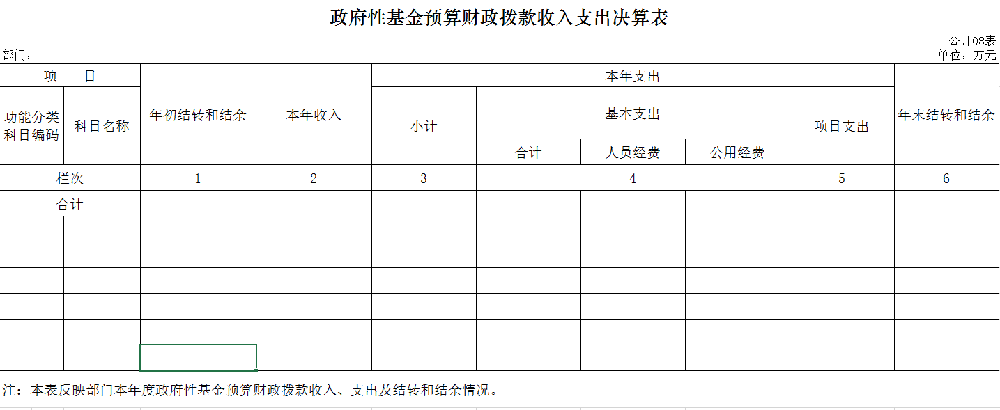 政府性基金预算财政拨款收入支出决算表
公开08表
部门：
单位：万元
项 目
年初结转和结余
本年收入
本年支出
年末结转和结余
功能分类
科目编码
科目名称
小计
基本支出
项目支出
合计
人员经费
公用经费
栏次
1
2
3
4
5
6
合计
注：本表反映部门本年度政府性基金预算财政拨款收入、支出及结转和结余情况。